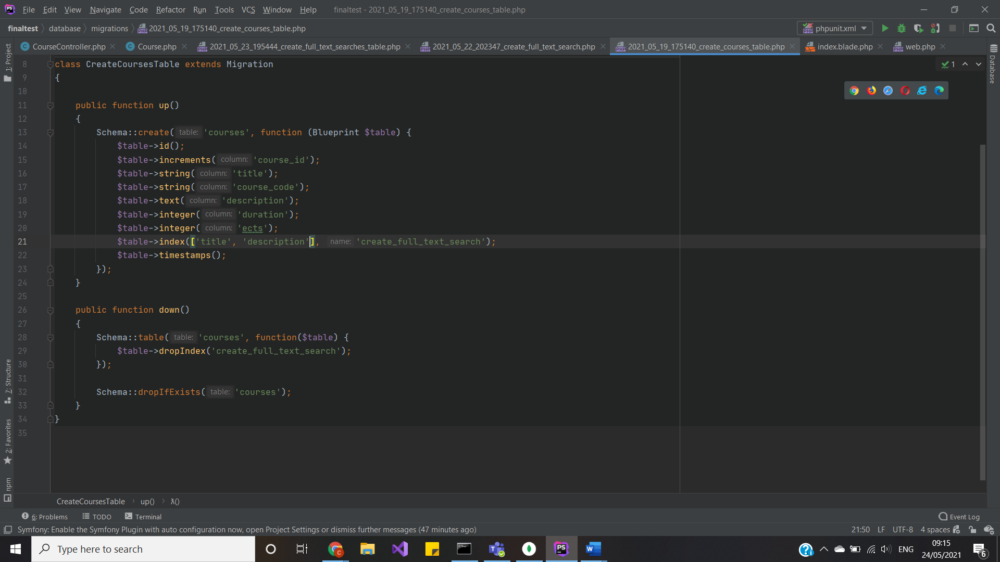 File Edit View Navigate Code Refactor Run Tools VCS Window Help finaltest - 2021_05_19_175140_create_courses_table.php
finaltest database migrations 2021_05_19_175140_create_courses_table.php phpunit.xml
CourseController.php Course.php 2021_05_23_195444_create_full_text_searches_table.php 2021_05_22_202347_create_full_text_search.php 2021_05_19_175140_create_courses_table.php index.blade.php web.php
1: Project
7: Structure
2: Favorites
npm
Database
1
8 class CreateCoursesTable extends Migration
9 {
10
11 public function up()
12 {
13 Schema::create( table: 'courses', function (Blueprint $table) {
14 $table->id();
15 $table->increments( column: 'course_id');
16 $table->string( column: 'title');
17 $table->string( column: 'course_code');
18 $table->text( column: 'description');
19 $table->integer( column: 'duration');
20 $table->integer( column: 'ects');
21 $table->index(['title', 'description'], name: 'create_full_text_search');
22 $table->timestamps();
23 });
24 }
25
26 public function down()
27 {
28 Schema::table( table: 'courses', function($table) {
29 $table->dropIndex('create_full_text_search');
30 });
31
32 Schema::dropIfExists( table: 'courses');
33 }
34 }
35
CreateCoursesTable up() λ()
6: Problems TODO Terminal Event Log
Symfony: Enable the Symfony Plugin with auto configuration now, open Project Settings or dismiss further messages (47 minutes ago) 21:50 LF UTF-8 4 spaces
Type here to search ENG 09:15
24/05/2021 6